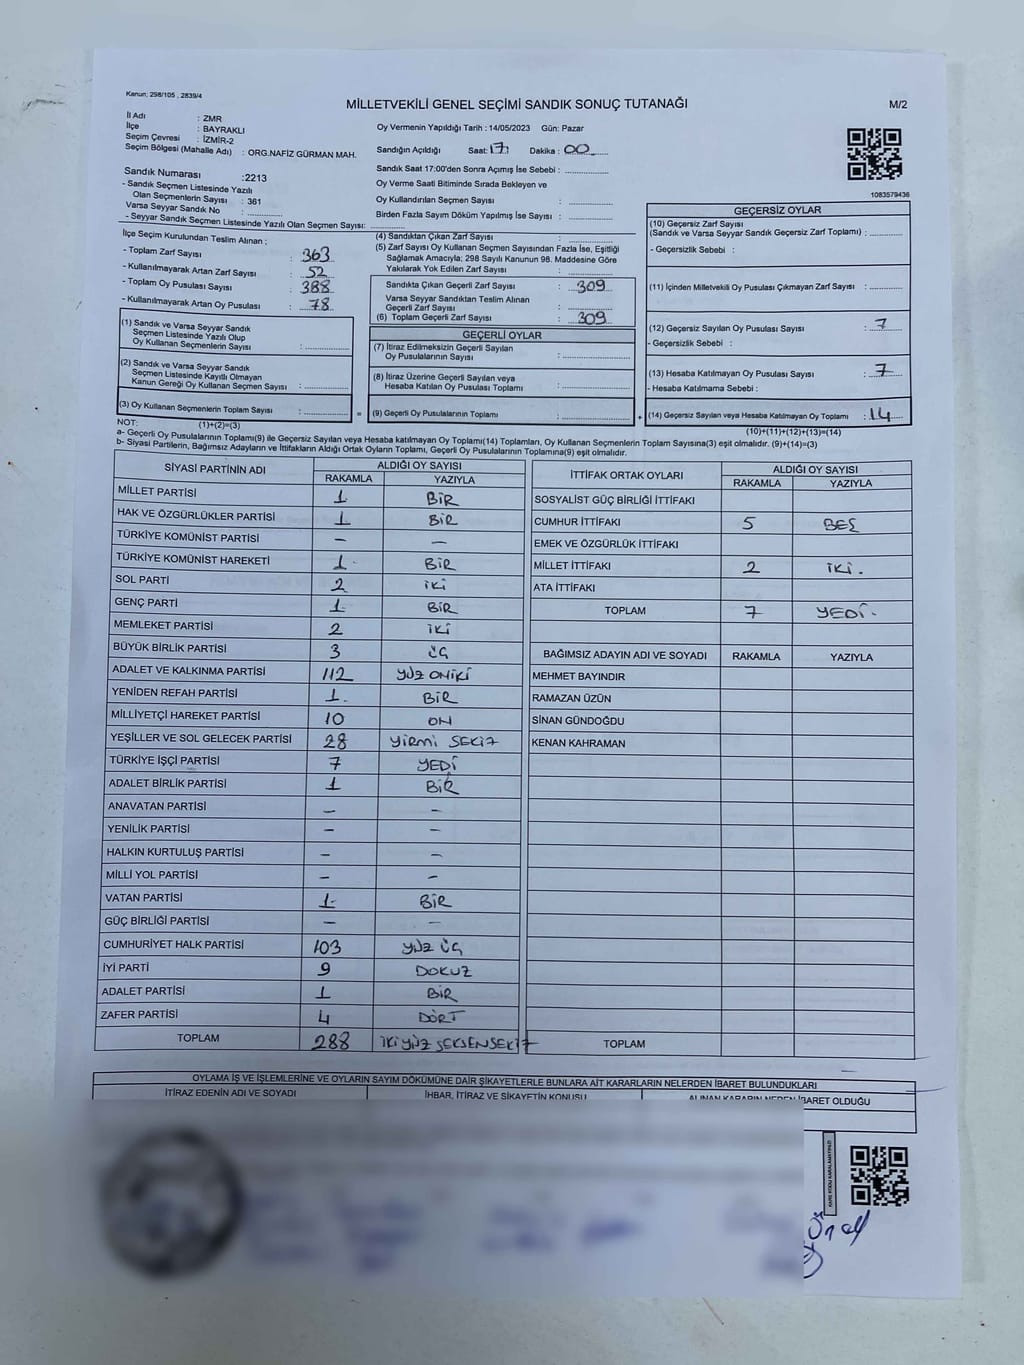 Kanun; 298/105 , 2839/4
MİLLETVEKİLİ GENEL SEÇİMİ SANDIK SONUÇ TUTANAĞI
M/2
İl Adı : ZMR
İlçe : BAYRAKLI
Seçim Çevresi : İZMİR-2
Seçim Bölgesi (Mahalle Adı) : ORG.NAFİZ GÜRMAN MAH.
Oy Vermenin Yapıldığı Tarih : 14/05/2023 Gün: Pazar
Sandığın Açıldığı Saat: 17 Dakika : 00
Sandık Saat 17:00'den Sonra Açımış İse Sebebi :
Oy Verme Saati Bitiminde Sırada Bekleyen ve
Oy Kullandırılan Seçmen Sayısı :
Birden Fazla Sayım Döküm Yapılmış İse Sayısı :
1083579436
Sandık Numarası :2213
- Sandık Seçmen Listesinde Yazılı
Olan Seçmenlerin Sayısı : 361
Varsa Seyyar Sandık No :
- Seyyar Sandık Seçmen Listesinde Yazılı Olan Seçmen Sayısı:
İlçe Seçim Kurulundan Teslim Alınan ;
- Toplam Zarf Sayısı : 363
- Kullanılmayarak Artan Zarf Sayısı : 52
- Toplam Oy Pusulası Sayısı : 388
- Kullanılmayarak Artan Oy Pusulası : 78
(1) Sandık ve Varsa Seyyar Sandık
Seçmen Listesinde Yazılı Olup
Oy Kullanan Seçmenlerin Sayısı :
(2) Sandık ve Varsa Seyyar Sandık
Seçmen Listesinde Kayıtlı Olmayan
Kanun Gereği Oy Kullanan Seçmen Sayısı :
(3) Oy Kullanan Seçmenlerin Toplam Sayısı : =
(4) Sandıktan Çıkan Zarf Sayısı :
(5) Zarf Sayısı Oy Kullanan Seçmen Sayısından Fazla İse, Eşitliği
Sağlamak Amacıyla; 298 Sayılı Kanunun 98. Maddesine Göre
Yakılarak Yok Edilen Zarf Sayısı :
Sandıkta Çıkan Geçerli Zarf Sayısı : 309
Varsa Seyyar Sandıktan Teslim Alınan
Geçerli Zarf Sayısı :
(6) Toplam Geçerli Zarf Sayısı : 309
GEÇERLİ OYLAR
(7) İtiraz Edilmeksizin Geçerli Sayılan
Oy Pusulalarının Sayısı :
(8) İtiraz Üzerine Geçerli Sayılan veya
Hesaba Katılan Oy Pusulası Toplamı :
(9) Geçerli Oy Pusulalarının Toplamı : +
GEÇERSİZ OYLAR
(10) Geçersiz Zarf Sayısı
(Sandık ve Varsa Seyyar Sandık Geçersiz Zarf Toplamı) :
- Geçersizlik Sebebi :
(11) İçinden Milletvekili Oy Pusulası Çıkmayan Zarf Sayısı :
(12) Geçersiz Sayılan Oy Pusulası Sayısı : 7
- Geçersizlik Sebebi :
(13) Hesaba Katılmayan Oy Pusulası Sayısı : 7
- Hesaba Katılmama Sebebi :
(14) Geçersiz Sayılan veya Hesaba Katılmayan Oy Toplamı : 14
NOT: (1)+(2)=(3)
(10)+(11)+(12)+(13)=(14)
a- Geçerli Oy Pusulalarının Toplamı(9) ile Geçersiz Sayılan veya Hesaba katılmayan Oy Toplamı(14) Toplamları, Oy Kullanan Seçmenlerin Toplam Sayısına(3) eşit olmalıdır. (9)+(14)=(3)
b- Siyasi Partilerin, Bağımsız Adayların ve İttifakların Aldığı Ortak Oyların Toplamı, Geçerli Oy Pusulalarının Toplamına(9) eşit olmalıdır.
SİYASİ PARTİNİN ADI ALDIĞI OY SAYISI
RAKAMLA YAZIYLA
MİLLET PARTİSİ 1 BİR
HAK VE ÖZGÜRLÜKLER PARTİSİ 1 BİR
TÜRKİYE KOMÜNİST PARTİSİ – –
TÜRKİYE KOMÜNİST HAREKETİ 1 BİR
SOL PARTİ 2 İKİ
GENÇ PARTİ 1 BİR
MEMLEKET PARTİSİ 2 İKİ
BÜYÜK BİRLİK PARTİSİ 3 ÜÇ
ADALET VE KALKINMA PARTİSİ 112 YÜZ ONİKİ
YENİDEN REFAH PARTİSİ 1 BİR
MİLLİYETÇİ HAREKET PARTİSİ 10 ON
YEŞİLLER VE SOL GELECEK PARTİSİ 28 YİRMİ SEKİZ
TÜRKİYE İŞÇİ PARTİSİ 7 YEDİ
ADALET BİRLİK PARTİSİ 1 BİR
ANAVATAN PARTİSİ – –
YENİLİK PARTİSİ – –
HALKIN KURTULUŞ PARTİSİ – –
MİLLİ YOL PARTİSİ – –
VATAN PARTİSİ 1 BİR
GÜÇ BİRLİĞİ PARTİSİ – –
CUMHURİYET HALK PARTİSİ 103 YÜZ ÜÇ
İYİ PARTİ 9 DOKUZ
ADALET PARTİSİ 1 BİR
ZAFER PARTİSİ 4 DÖRT
TOPLAM 288 İKİYÜZ SEKSENSEKİZ
İTTİFAK ORTAK OYLARI ALDIĞI OY SAYISI
RAKAMLA YAZIYLA
SOSYALİST GÜÇ BİRLİĞİ İTTİFAKI
CUMHUR İTTİFAKI 5 BEŞ
EMEK VE ÖZGÜRLÜK İTTİFAKI
MİLLET İTTİFAKI 2 İKİ.
ATA İTTİFAKI
TOPLAM 7 YEDİ.
BAĞIMSIZ ADAYIN ADI VE SOYADI RAKAMLA YAZIYLA
MEHMET BAYINDIR
RAMAZAN ÜZÜN
SİNAN GÜNDOĞDU
KENAN KAHRAMAN
TOPLAM
OYLAMA İŞ VE İŞLEMLERİNE VE OYLARIN SAYIM DÖKÜMÜNE DAİR ŞİKAYETLERLE BUNLARA AİT KARARLARIN NELERDEN İBARET BULUNDUKLARI
İTİRAZ EDENİN ADI VE SOYADI İHBAR, İTİRAZ VE ŞİKAYETİN KONUSU ALINAN KARARIN NEDEN İBARET OLDUĞU
KARE KODU KARALAMAYINIZ!